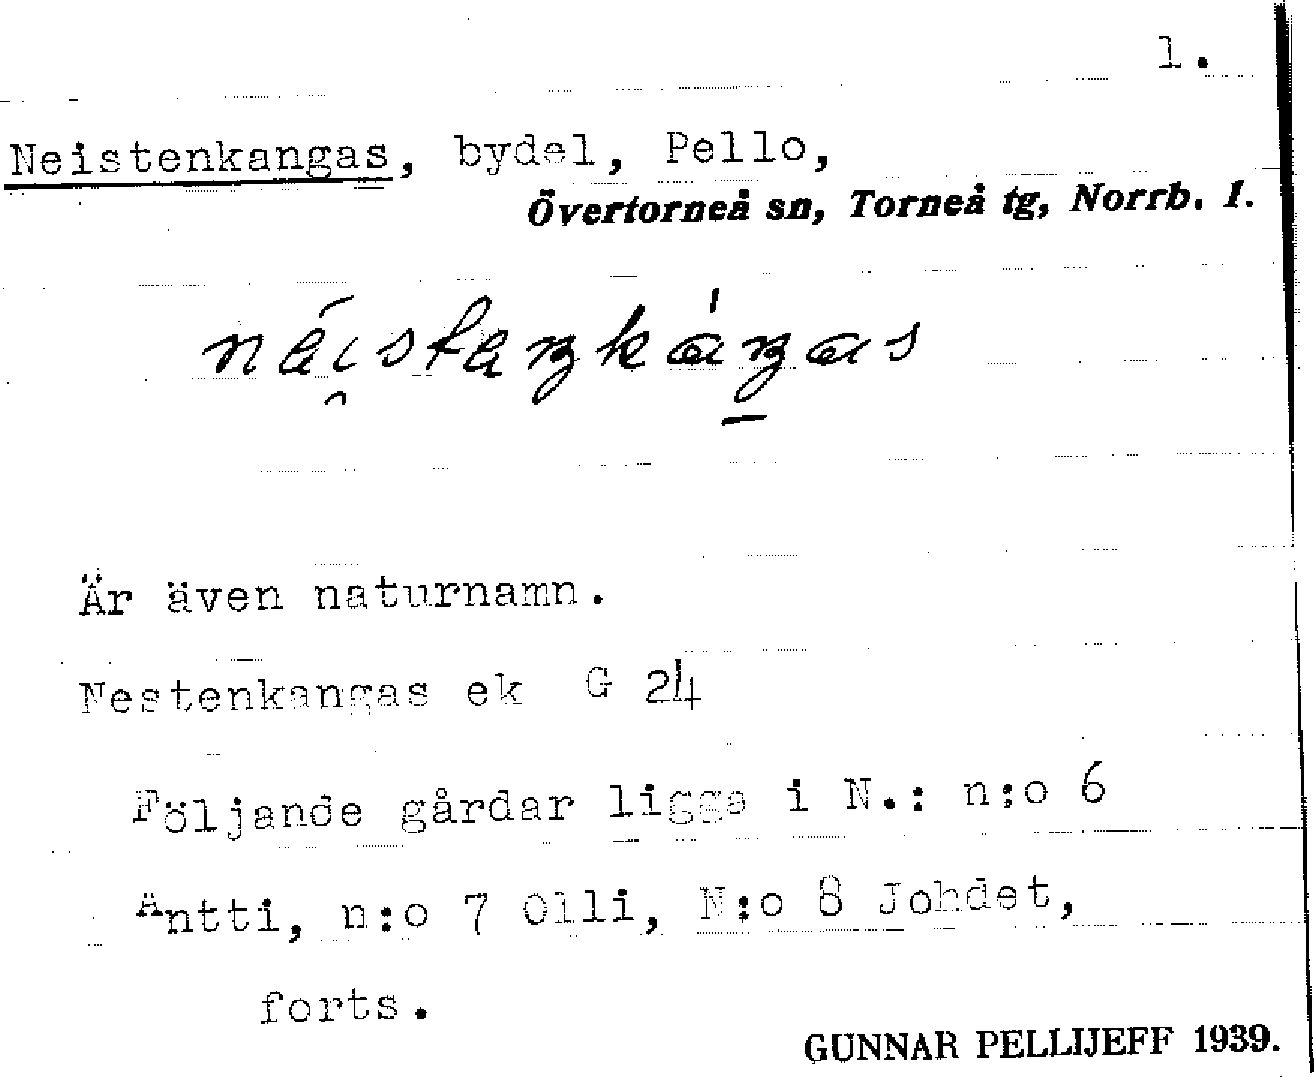 1.
Neistenkangas, bydel, Pello,
Övertorneå sn, Torneå tg, Norrb. l.
Är även naturnamn.
Nestenkangas ek G 24
Följande gårdar ligga i N.: n:o 6
Antti, n:o 7 Olli, N:o 8 Johdet,
forts.
GUNNAR PELLIJEFF 1939.